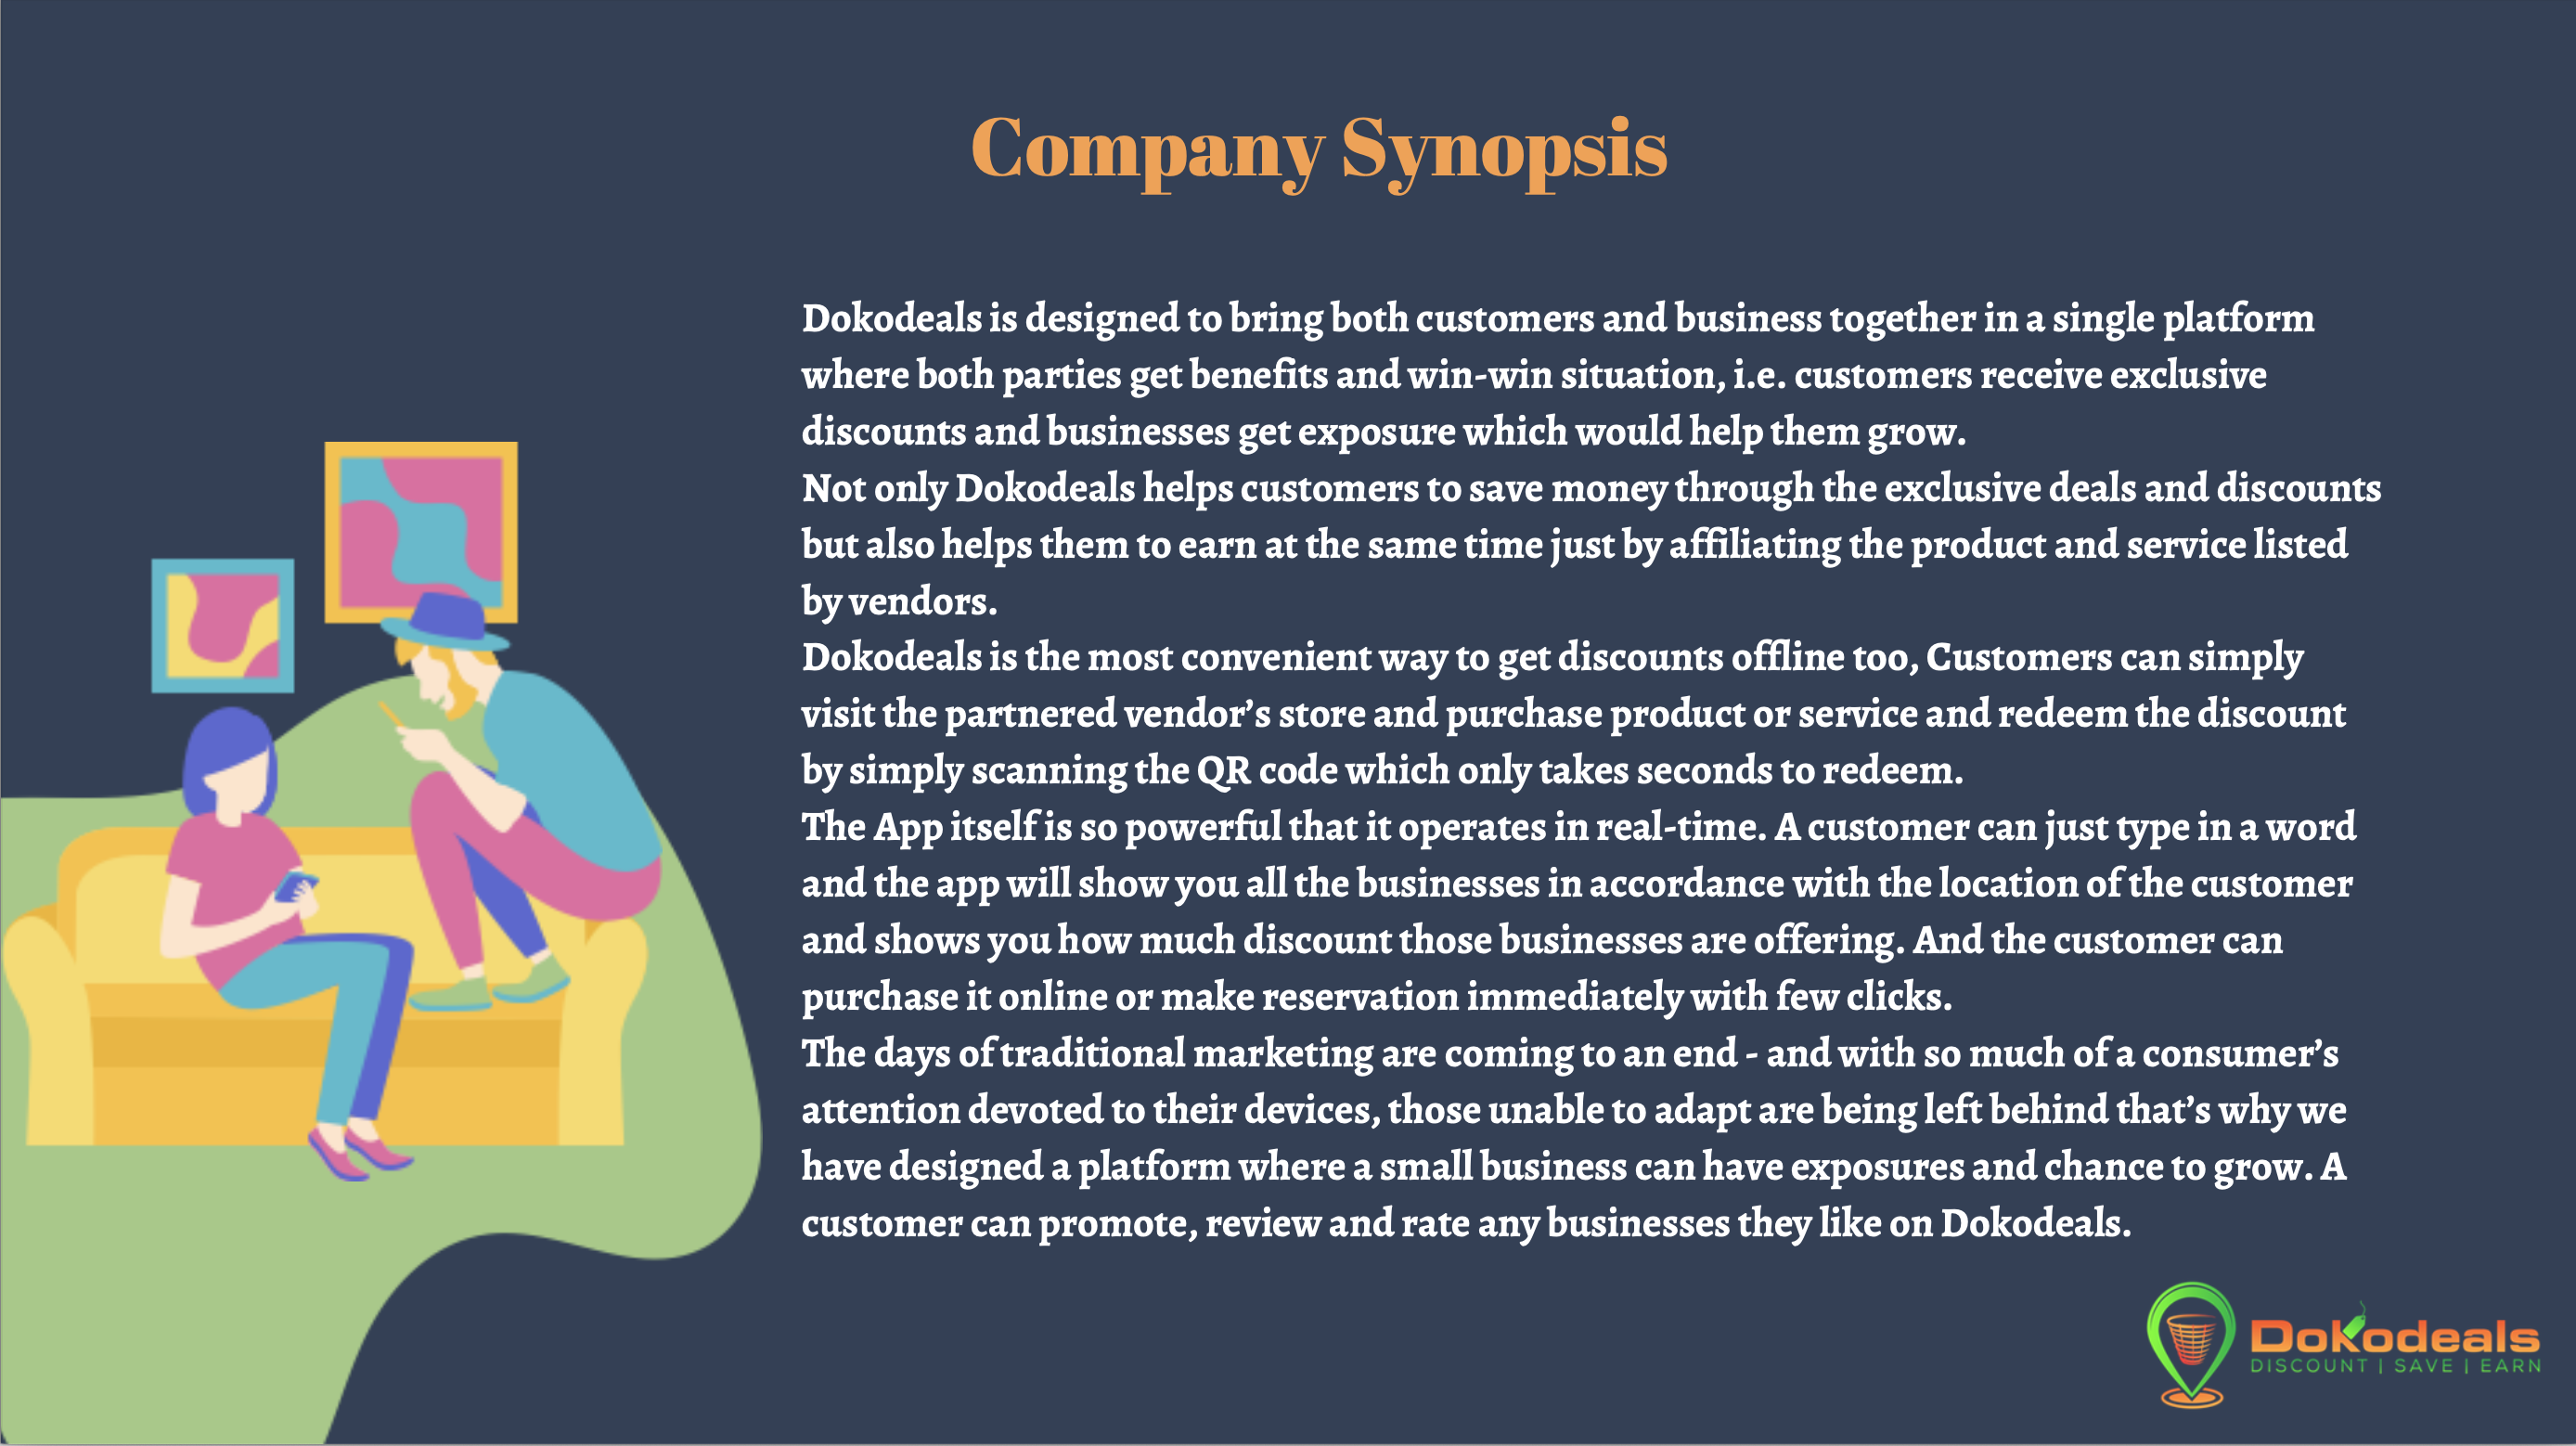 Company Synopsis
Dokodeals is designed to bring both customers and business together in a single platform
where both parties get benefits and win-win situation, i.e. customers receive exclusive
discounts and businesses get exposure which would help them grow.
Not only Dokodeals helps customers to save money through the exclusive deals and discounts
but also helps them to earn at the same time just by affiliating the product and service listed
by vendors.
Dokodeals is the most convenient way to get discounts offline too, Customers can simply
visit the partnered vendor’s store and purchase product or service and redeem the discount
by simply scanning the QR code which only takes seconds to redeem.
The App itself is so powerful that it operates in real-time. A customer can just type in a word
and the app will show you all the businesses in accordance with the location of the customer
and shows you how much discount those businesses are offering. And the customer can
purchase it online or make reservation immediately with few clicks.
The days of traditional marketing are coming to an end - and with so much of a consumer’s
attention devoted to their devices, those unable to adapt are being left behind that’s why we
have designed a platform where a small business can have exposures and chance to grow. A
customer can promote, review and rate any businesses they like on Dokodeals.
DoKodeals
DISCOUNT | SAVE | EARN